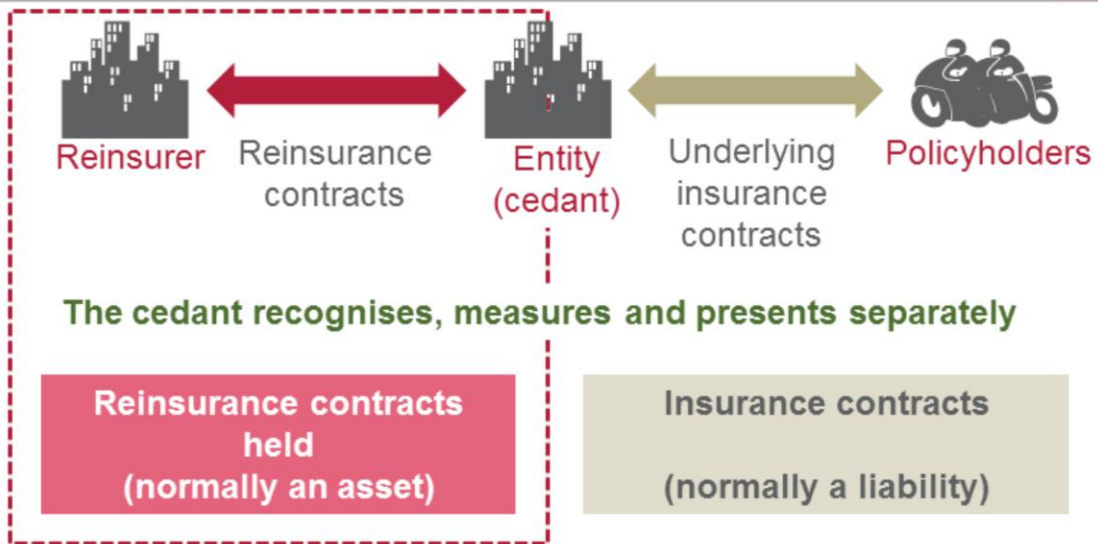 Reinsurer
Reinsurance
contracts
Entity
(cedant)
Underlying
insurance
contracts
Policyholders
The cedant recognises, measures and presents separately
Reinsurance contracts
held
(normally an asset)
Insurance contracts
(normally a liability)